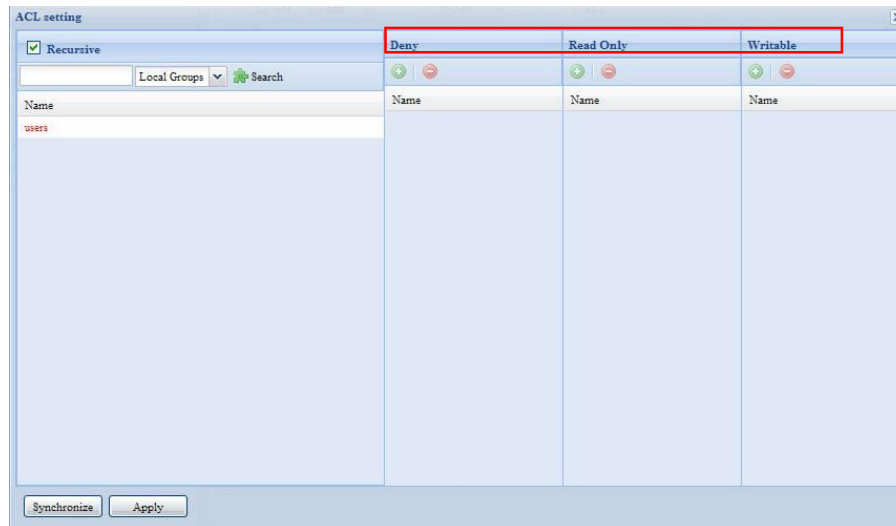 ACL setting
Recursive
Deny
Read Only
Writable
Local Groups
Search
Name
Name
Name
Name
users
Synchronize
Apply